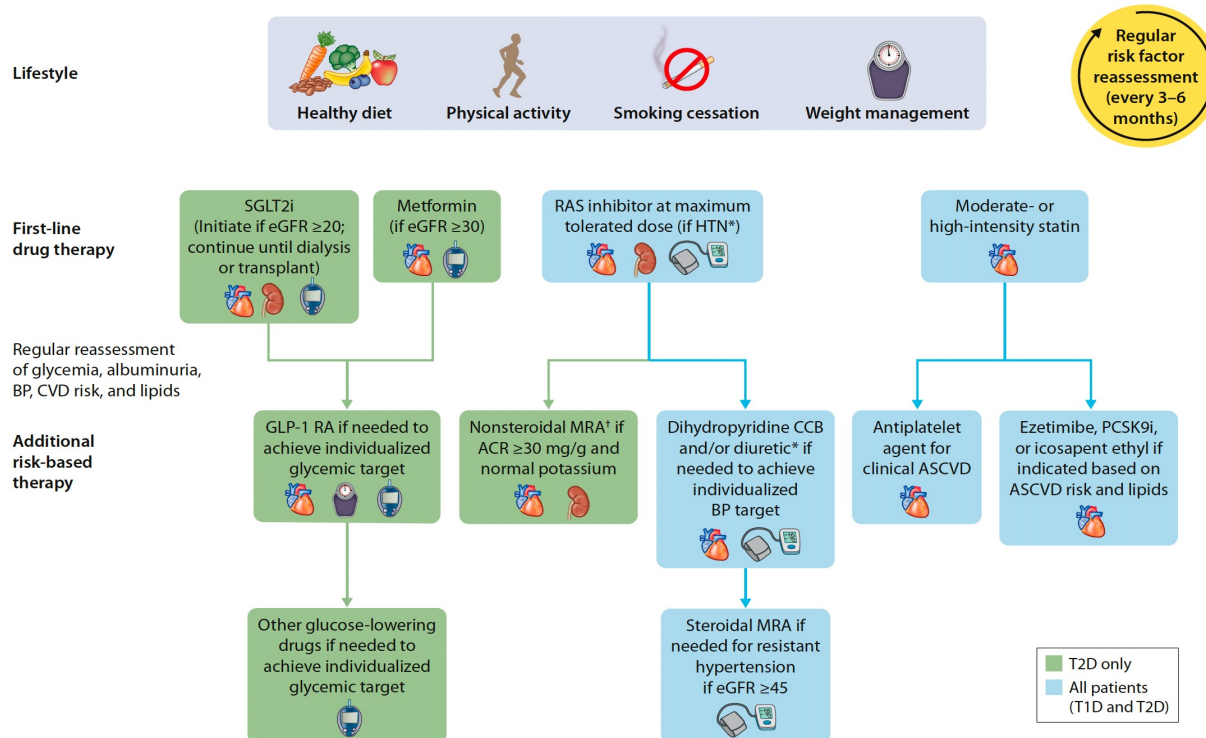 Lifestyle
Healthy diet
Physical activity
Smoking cessation
Weight management
Regular
risk factor
reassessment
(every 3–6
months)
First-line
drug therapy
SGLT2i
(Initiate if eGFR ≥20;
continue until dialysis
or transplant)
Metformin
(if eGFR ≥30)
RAS inhibitor at maximum
tolerated dose (if HTN*)
Moderate- or
high-intensity statin
Regular reassessment
of glycemia, albuminuria,
BP, CVD risk, and lipids
Additional
risk-based
therapy
GLP-1 RA if needed to
achieve individualized
glycemic target
Nonsteroidal MRA† if
ACR ≥30 mg/g and
normal potassium
Dihydropyridine CCB
and/or diuretic* if
needed to achieve
individualized
BP target
Antiplatelet
agent for
clinical ASCVD
Ezetimibe, PCSK9i,
or icosapent ethyl if
indicated based on
ASCVD risk and lipids
Other glucose-lowering
drugs if needed to
achieve individualized
glycemic target
Steroidal MRA if
needed for resistant
hypertension
if eGFR ≥45
T2D only
All patients
(T1D and T2D)